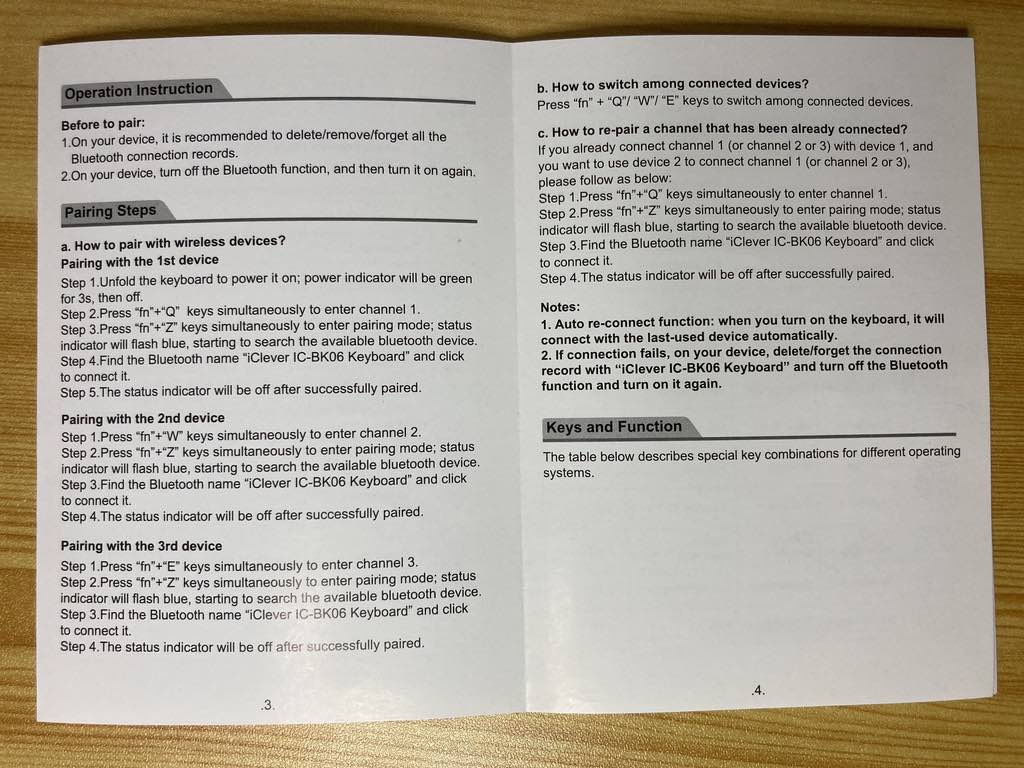 Operation Instruction
Before to pair:
1.On your device, it is recommended to delete/remove/forget all the
Bluetooth connection records.
2.On your device, turn off the Bluetooth function, and then turn it on again.
Pairing Steps
a. How to pair with wireless devices?
Pairing with the 1st device
Step 1.Unfold the keyboard to power it on; power indicator will be green
for 3s, then off.
Step 2.Press “fn”+“Q” keys simultaneously to enter channel 1.
Step 3.Press “fn”+“Z” keys simultaneously to enter pairing mode; status
indicator will flash blue, starting to search the available bluetooth device.
Step 4.Find the Bluetooth name “iClever IC-BK06 Keyboard” and click
to connect it.
Step 5.The status indicator will be off after successfully paired.
Pairing with the 2nd device
Step 1.Press “fn”+“W” keys simultaneously to enter channel 2.
Step 2.Press “fn”+“Z” keys simultaneously to enter pairing mode; status
indicator will flash blue, starting to search the available bluetooth device.
Step 3.Find the Bluetooth name “iClever IC-BK06 Keyboard” and click
to connect it.
Step 4.The status indicator will be off after successfully paired.
Pairing with the 3rd device
Step 1.Press “fn”+“E” keys simultaneously to enter channel 3.
Step 2.Press “fn”+“Z” keys simultaneously to enter pairing mode; status
indicator will flash blue, starting to search the available bluetooth device.
Step 3.Find the Bluetooth name “iClever IC-BK06 Keyboard” and click
to connect it.
Step 4.The status indicator will be off after successfully paired.
.3.
b. How to switch among connected devices?
Press “fn” + “Q”/ “W”/ “E” keys to switch among connected devices.
c. How to re-pair a channel that has been already connected?
If you already connect channel 1 (or channel 2 or 3) with device 1, and
you want to use device 2 to connect channel 1 (or channel 2 or 3),
please follow as below:
Step 1.Press “fn”+“Q” keys simultaneously to enter channel 1.
Step 2.Press “fn”+“Z” keys simultaneously to enter pairing mode; status
indicator will flash blue, starting to search the available bluetooth device.
Step 3.Find the Bluetooth name “iClever IC-BK06 Keyboard” and click
to connect it.
Step 4.The status indicator will be off after successfully paired.
Notes:
1. Auto re-connect function: when you turn on the keyboard, it will
connect with the last-used device automatically.
2. If connection fails, on your device, delete/forget the connection
record with “iClever IC-BK06 Keyboard” and turn off the Bluetooth
function and turn on it again.
Keys and Function
The table below describes special key combinations for different operating
systems.
.4.